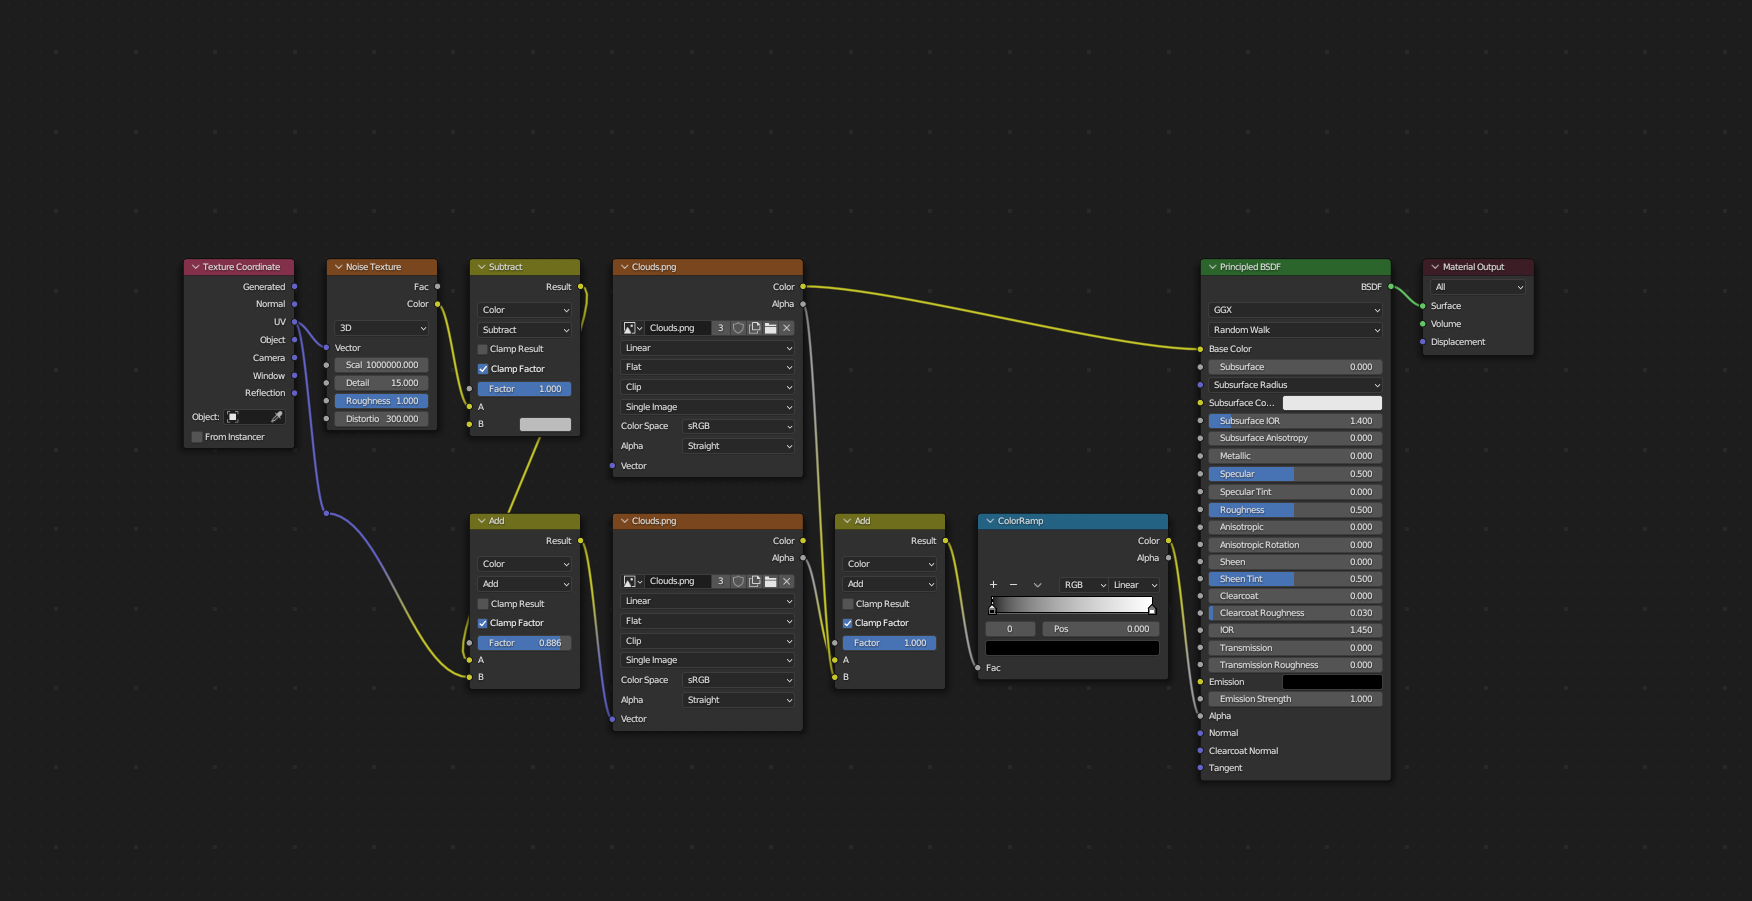 Texture Coordinate
Generated
Normal
UV
Object
Camera
Window
Reflection
Object:
From Instancer
Noise Texture
Fac
Color
3D
Vector
Scal 1000000.000
Detail 15.000
Roughness 1.000
Distortio 300.000
Subtract
Result
Color
Subtract
Clamp Result
Clamp Factor
Factor 1.000
A
B
Clouds.png
Color
Alpha
Clouds.png 3
Linear
Flat
Clip
Single Image
Color Space sRGB
Alpha Straight
Vector
Add
Result
Color
Add
Clamp Result
Clamp Factor
Factor 0.886
A
B
Clouds.png
Color
Alpha
Clouds.png 3
Linear
Flat
Clip
Single Image
Color Space sRGB
Alpha Straight
Vector
Add
Result
Color
Add
Clamp Result
Clamp Factor
Factor 1.000
A
B
ColorRamp
Color
Alpha
RGB Linear
0 Pos 0.000
Fac
Principled BSDF
BSDF
GGX
Random Walk
Base Color
Subsurface 0.000
Subsurface Radius
Subsurface Co...
Subsurface IOR 1.400
Subsurface Anisotropy 0.000
Metallic 0.000
Specular 0.500
Specular Tint 0.000
Roughness 0.500
Anisotropic 0.000
Anisotropic Rotation 0.000
Sheen 0.000
Sheen Tint 0.500
Clearcoat 0.000
Clearcoat Roughness 0.030
IOR 1.450
Transmission 0.000
Transmission Roughness 0.000
Emission
Emission Strength 1.000
Alpha
Normal
Clearcoat Normal
Tangent
Material Output
All
Surface
Volume
Displacement